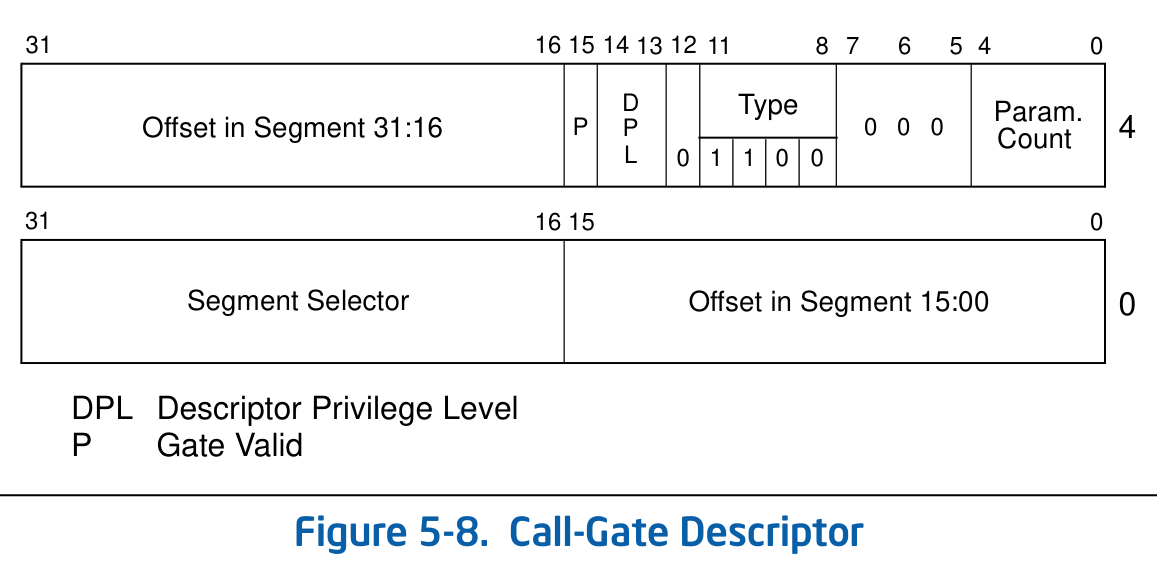 31 16 15 14 13 12 11 8 7 6 5 4 0
Offset in Segment 31:16 P DPL 0 Type 1 1 0 0 0 0 0 Param. Count 4
31 16 15 0
Segment Selector Offset in Segment 15:00 0
DPL Descriptor Privilege Level
P Gate Valid
Figure 5-8. Call-Gate Descriptor